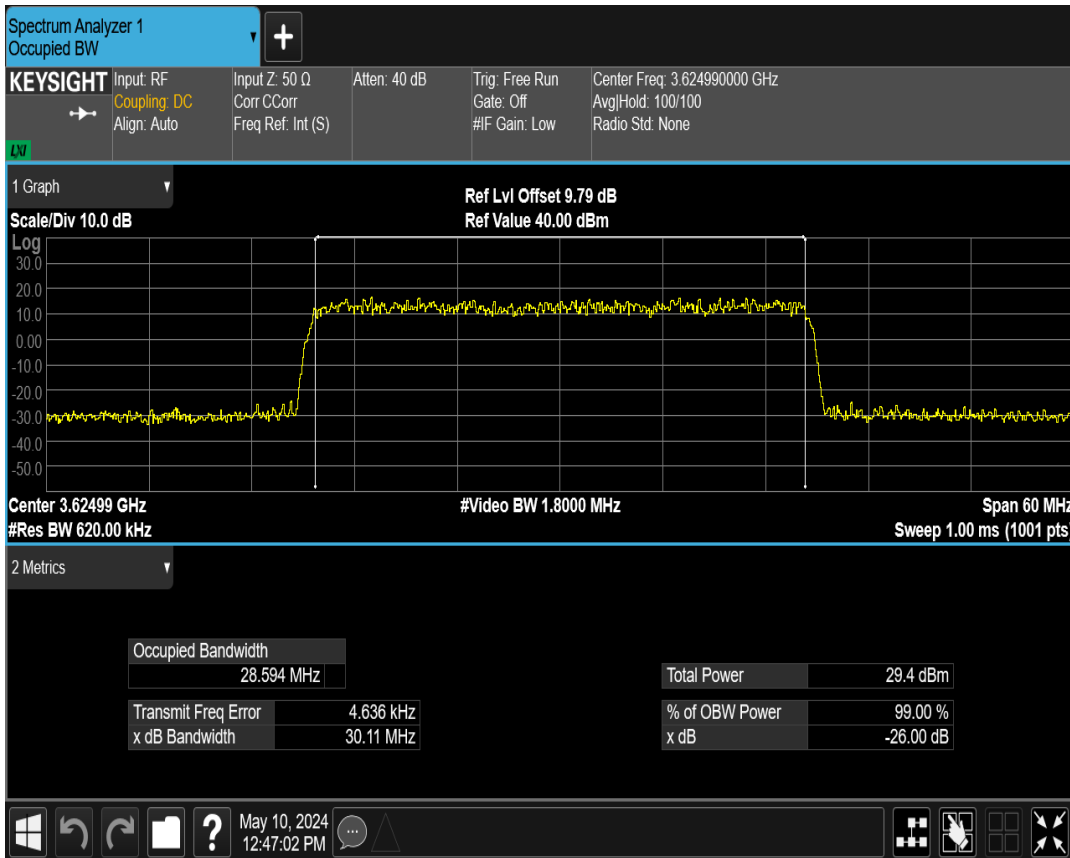 Spectrum Analyzer 1
Occupied BW
+
KEYSIGHT
LXI
Input: RF
Coupling: DC
Align: Auto
Input Z: 50 Ω
Corr CCorr
Freq Ref: Int (S)
Atten: 40 dB
Trig: Free Run
Gate: Off
#IF Gain: Low
Center Freq: 3.624990000 GHz
Avg|Hold: 100/100
Radio Std: None
1 Graph
Scale/Div 10.0 dB
Ref Lvl Offset 9.79 dB
Ref Value 40.00 dBm
Log
30.0
20.0
10.0
0.00
-10.0
-20.0
-30.0
-40.0
-50.0
Center 3.62499 GHz
#Video BW 1.8000 MHz
Span 60 MHz
#Res BW 620.00 kHz
Sweep 1.00 ms (1001 pts)
2 Metrics
Occupied Bandwidth
28.594 MHz
Total Power 29.4 dBm
Transmit Freq Error 4.636 kHz
% of OBW Power 99.00 %
x dB Bandwidth 30.11 MHz
x dB -26.00 dB
?
May 10, 2024
12:47:02 PM